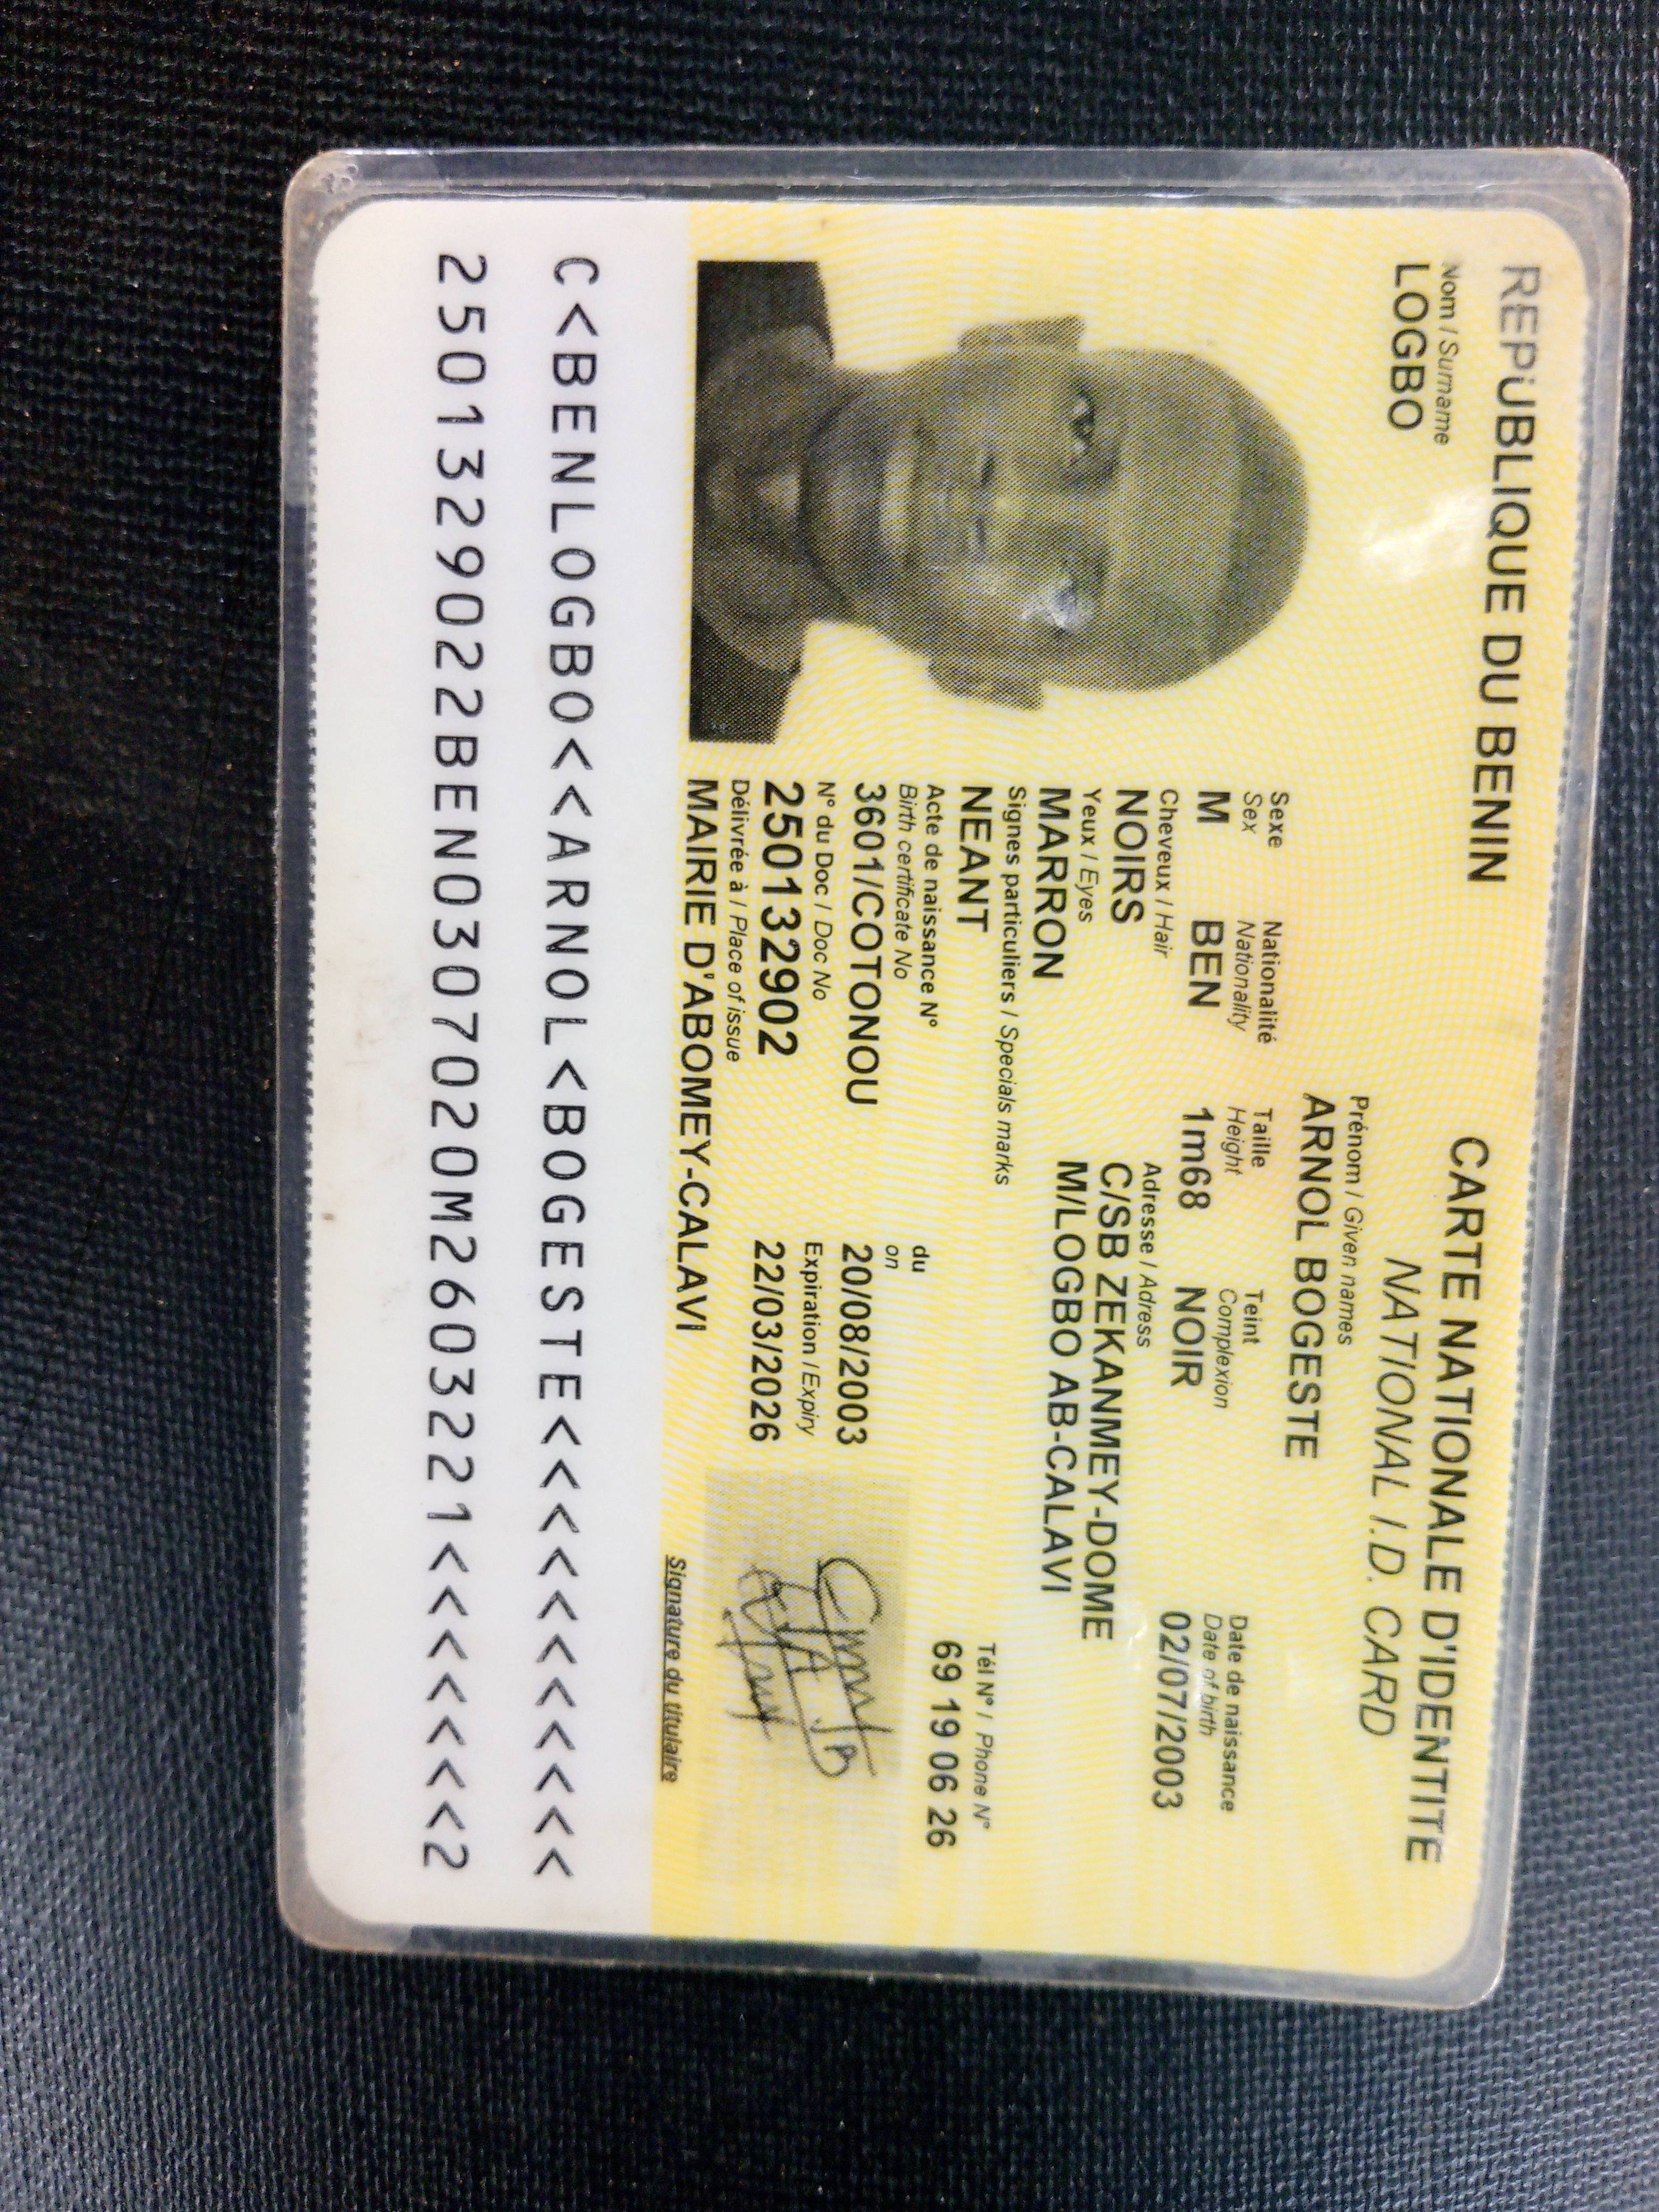 REPUBLIQUE DU BENIN
CARTE NATIONALE D'IDENTITE
NATIONAL I.D. CARD
Nom / Surname
LOGBO
Prénom / Given names
ARNOL BOGESTE
Sexe
Sex
M
Nationalité
Nationality
BEN
Taille
Height
1m68
Teint
Complexion
NOIR
Date de naissance
Date of birth
02/07/2003
Cheveux / Hair
NOIRS
Adresse / Adress
C/SB ZEKANMEY-DOME
M/LOGBO AB-CALAVI
Yeux / Eyes
MARRON
Signes particuliers / Specials marks
NEANT
Tél N° / Phone N°
69 19 06 26
Acte de naissance N°
Birth certificate No
3601/COTONOU
du
on
20/08/2003
N° du Doc / Doc No
250132902
Expiration / Expiry
22/03/2026
Délivrée à / Place of issue
MAIRIE D'ABOMEY-CALAVI
Signature du titulaire
C<BENLOGBO<<ARNOL<BOGESTE<<<<<<<<<<
2501329022BEN0307020M2603221<<<<<<<2